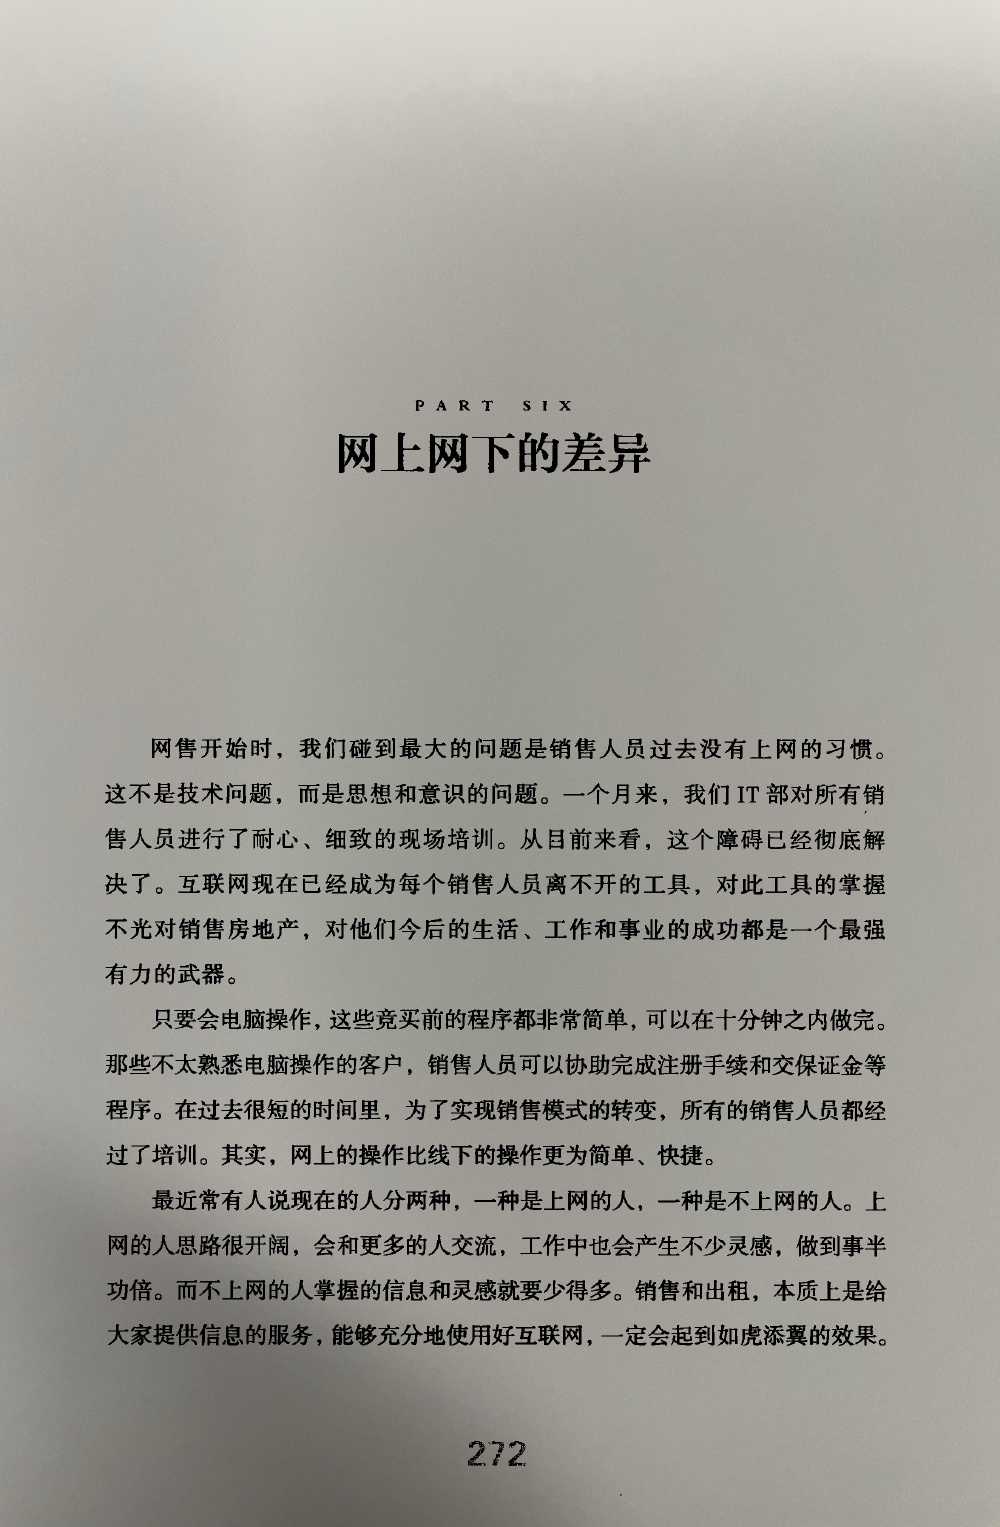 PART SIX
网上网下的差异
网售开始时，我们碰到最大的问题是销售人员过去没有上网的习惯。
这不是技术问题，而是思想和意识的问题。一个月来，我们 IT 部对所有销
售人员进行了耐心、细致的现场培训。从目前来看，这个障碍已经彻底解
决了。互联网现在已经成为每个销售人员离不开的工具，对此工具的掌握
不光对销售房地产，对他们今后的生活、工作和事业的成功都是一个最强
有力的武器。
只要会电脑操作，这些竞买前的程序都非常简单，可以在十分钟之内做完。
那些不太熟悉电脑操作的客户，销售人员可以协助完成注册手续和交保证金等
程序。在过去很短的时间里，为了实现销售模式的转变，所有的销售人员都经
过了培训。其实，网上的操作比线下的操作更为简单、快捷。
最近常有人说现在的人分两种，一种是上网的人，一种是不上网的人。上
网的人思路很开阔，会和更多的人交流，工作中也会产生不少灵感，做到事半
功倍。而不上网的人掌握的信息和灵感就要少得多。销售和出租，本质上是给
大家提供信息的服务，能够充分地使用好互联网，一定会起到如虎添翼的效果。
272